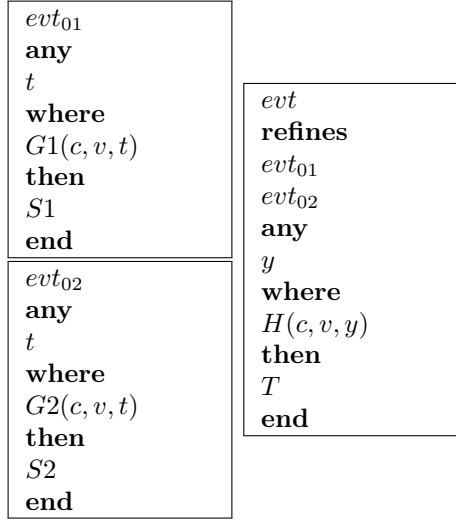 evt₀₁
any
t
where
G1(c, v, t)
then
S1
end
evt₀₂
any
t
where
G2(c, v, t)
then
S2
end
evt
refines
evt₀₁
evt₀₂
any
y
where
H(c, v, y)
then
T
end